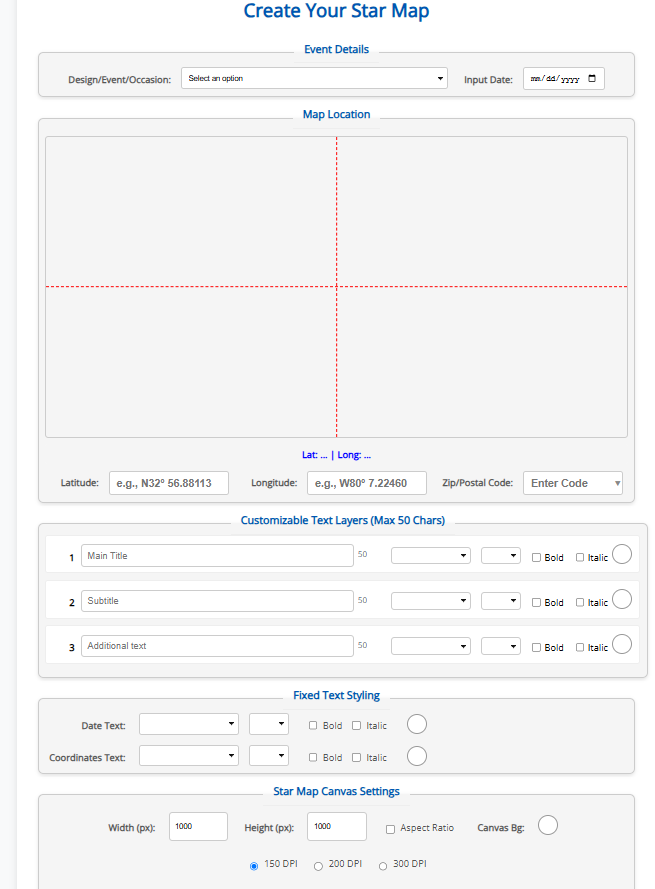 Create Your Star Map
Event Details
Design/Event/Occasion: Select an option Input Date: mm/dd/yyyy
Map Location
Lat: ... | Long: ...
Latitude: e.g., N32° 56.88113 Longitude: e.g., W80° 7.22460 Zip/Postal Code: Enter Code
Customizable Text Layers (Max 50 Chars)
1 Main Title 50 Bold Italic
2 Subtitle 50 Bold Italic
3 Additional text 50 Bold Italic
Fixed Text Styling
Date Text: Bold Italic
Coordinates Text: Bold Italic
Star Map Canvas Settings
Width (px): 1000 Height (px): 1000 Aspect Ratio Canvas Bg:
150 DPI 200 DPI 300 DPI